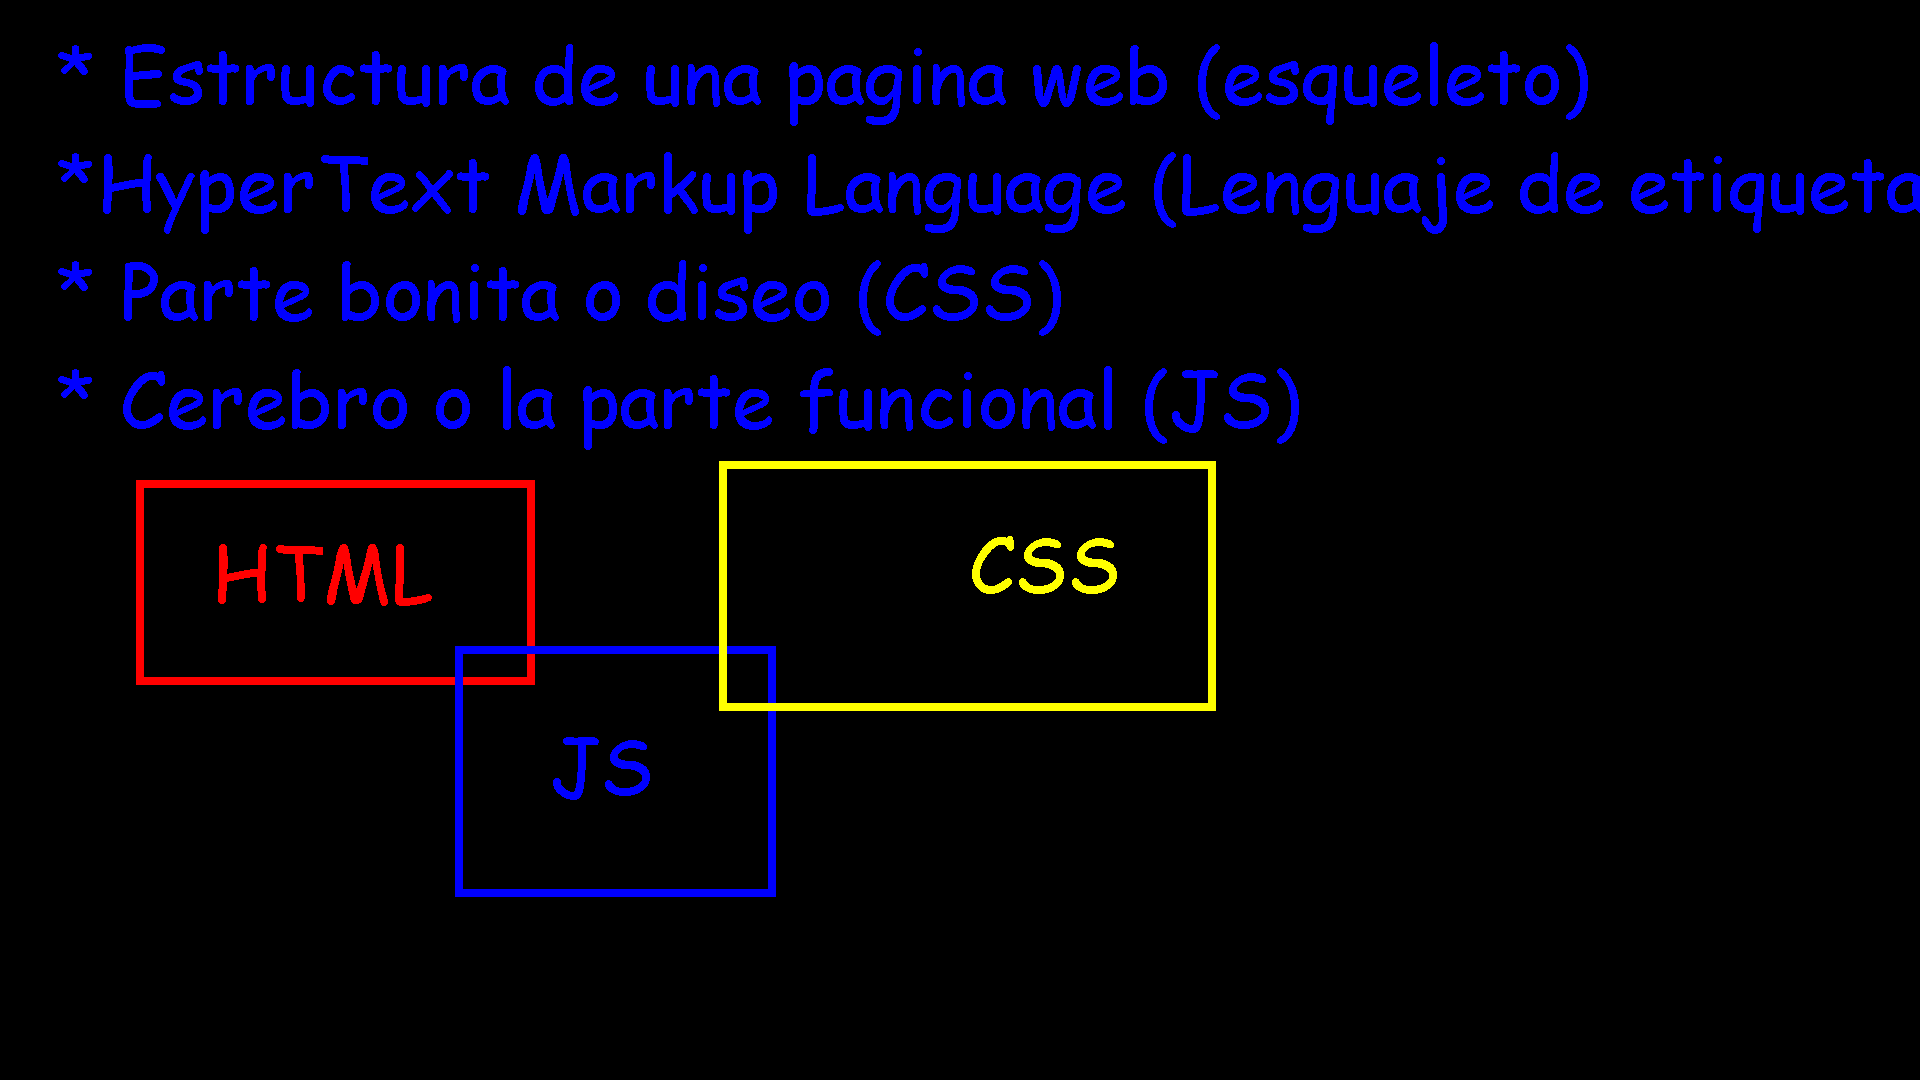 * Estructura de una pagina web (esqueleto)
*HyperText Markup Language (Lenguaje de etiqueta
* Parte bonita o diseo (CSS)
* Cerebro o la parte funcional (JS)
HTML
CSS
JS